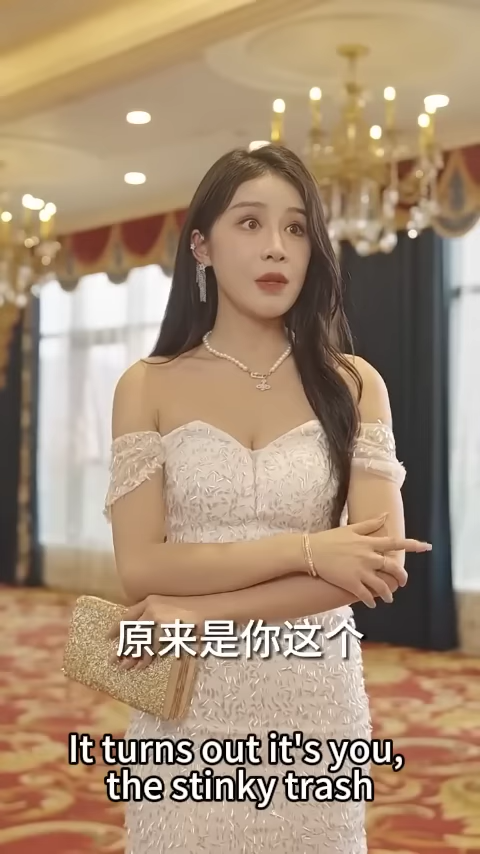 原来是你这个
It turns out it's you,
the stinky trash